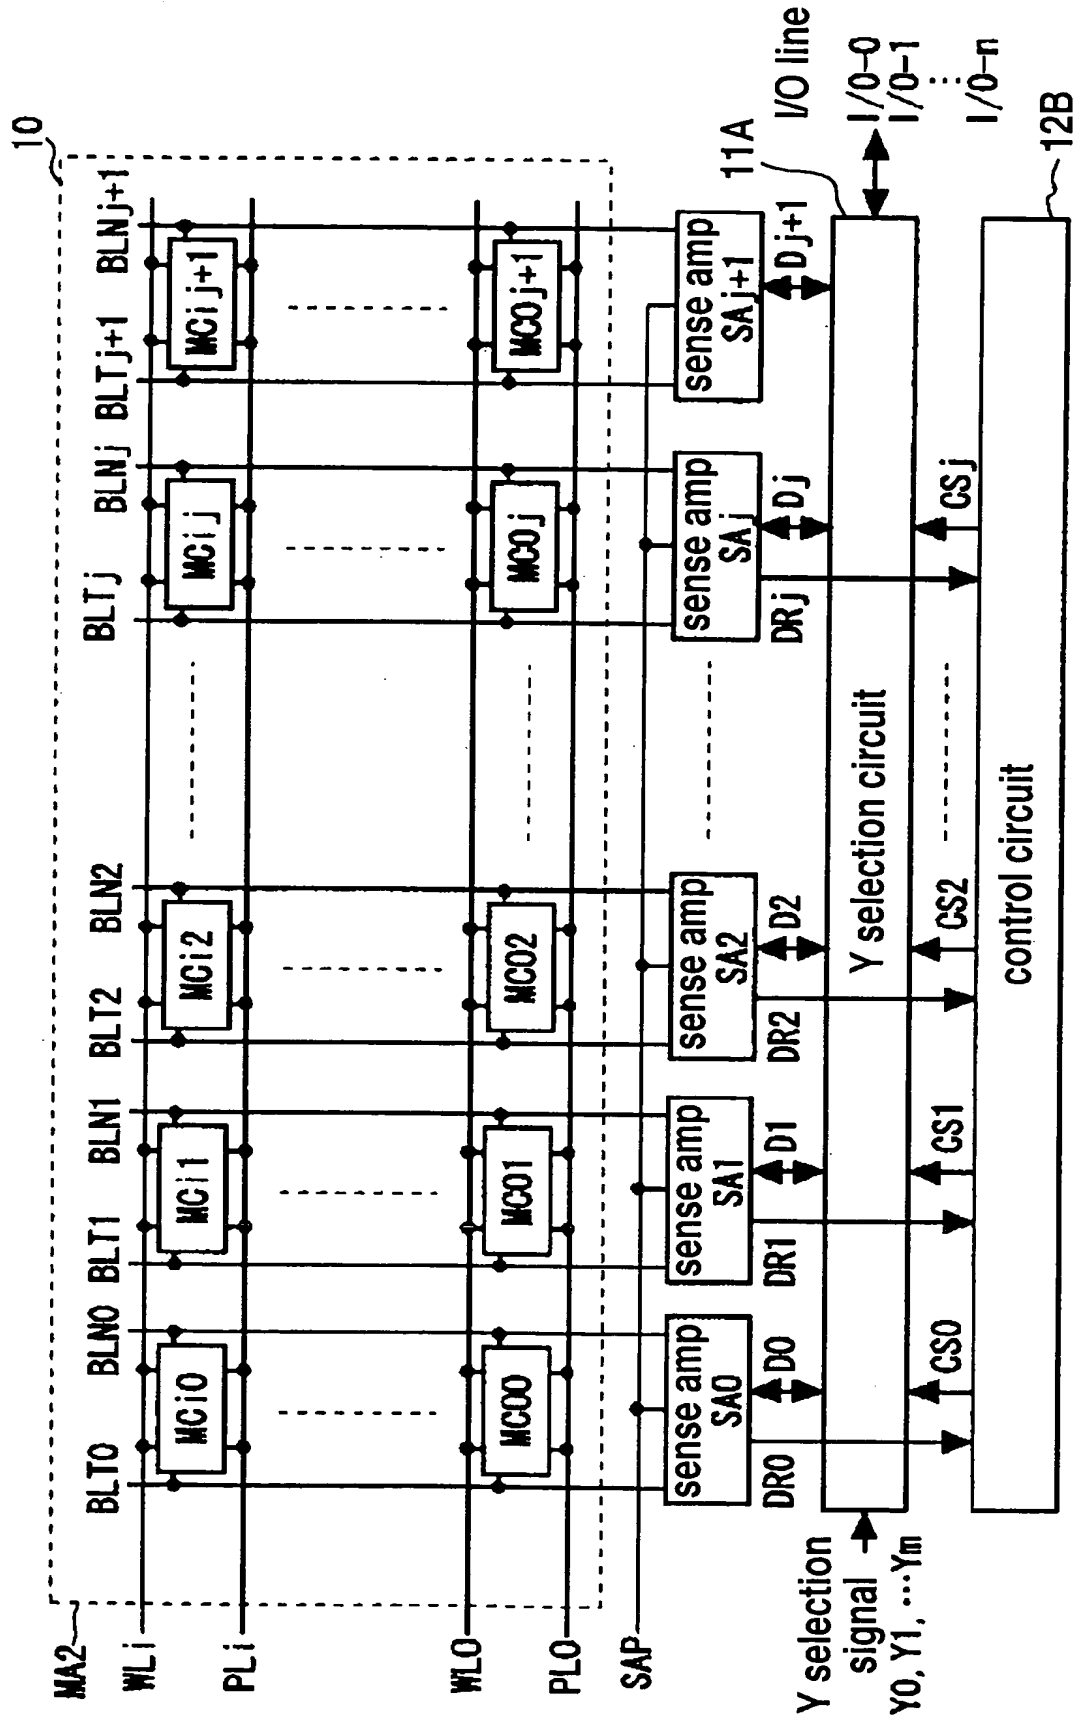 10
MA2
BLT0
BLN0
BLT1
BLN1
BLT2
BLN2
BLTj
BLNj
BLTj+1
BLNj+1
WLi
MCi0
MCi1
MCi2
MCij
MCij+1
PLi
WL0
MC00
MC01
MC02
MC0j
MC0j+1
PL0
SAP
sense amp
SA0
sense amp
SA1
sense amp
SA2
sense amp
SAj
sense amp
SAj+1
DR0
D0
DR1
D1
DR2
D2
DRj
Dj
Dj+1
11A
I/O line
Y selection
signal
Y0, Y1, ···Ym
Y selection circuit
I/O-0
I/O-1
⋮
I/O-n
CS0
CS1
CS2
CSj
control circuit
12B